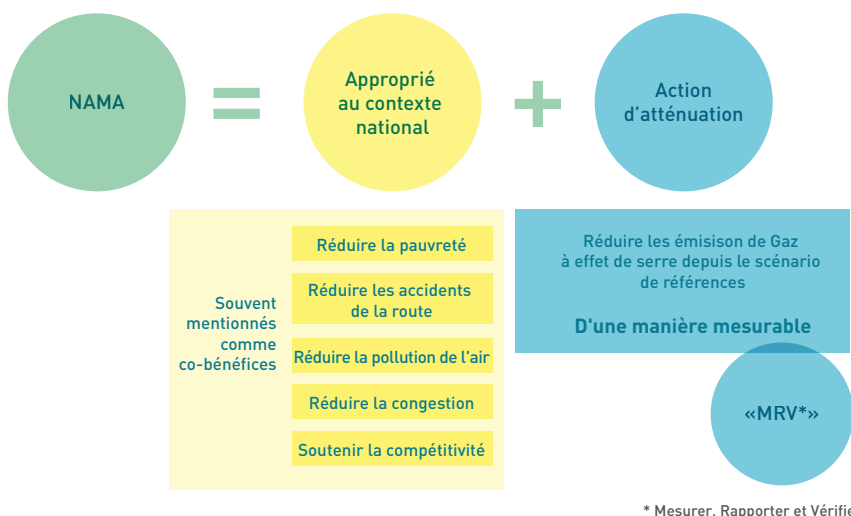 NAMA
=
Approprié
au contexte
national
+
Action
d'atténuation
Souvent
mentionnés
comme
co-bénéfices
Réduire la pauvreté
Réduire les accidents
de la route
Réduire la pollution de l'air
Réduire la congestion
Soutenir la compétitivité
Réduire les émisison de Gaz
à effet de serre depuis le scénario
de références
D'une manière mesurable
«MRV*»
* Mesurer, Rapporter et Vérifie